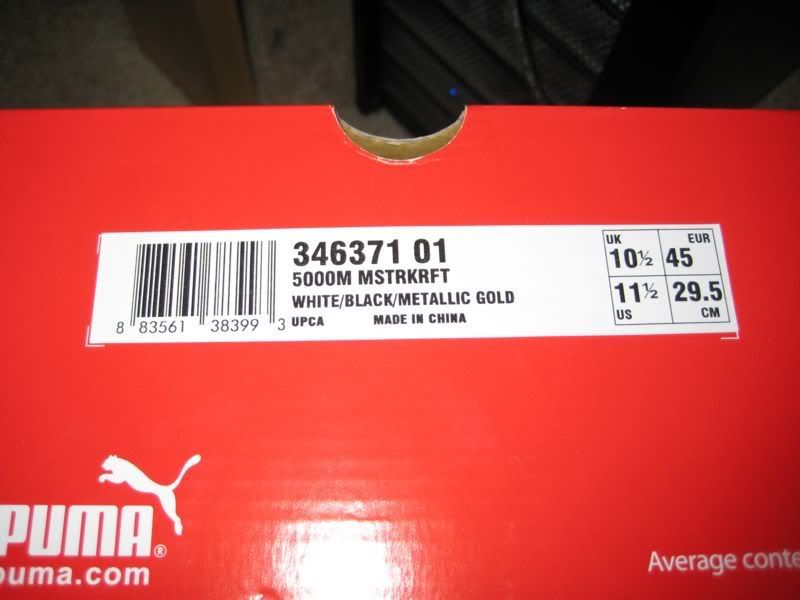 346371 01
5000M MSTRKRFT
WHITE/BLACK/METALLIC GOLD
8 83561 38399 3 UPCA MADE IN CHINA
UK EUR
10½ 45
11½ 29.5
US CM
PUMA®
puma.com
Average conte